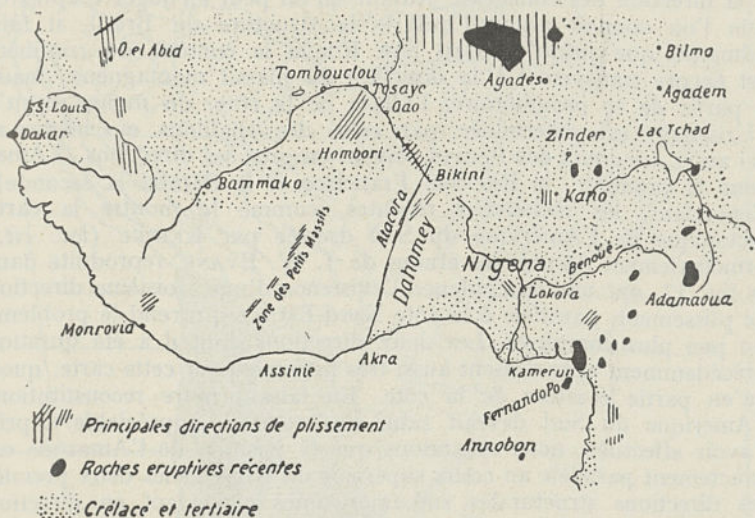 O.el Abid
Agadès
Bilma
Agadem
Tombouctou
Tosaye
Gao
St Louis
Dakar
Zinder
Lac Tchad
Hombori
Bikini
Bammako
Kano
Atacora
Zone des Petits Massifs
Dahomey
Nigeria
Benoué
Lokoja
Adamaoua
Monrovia
Assinie
Akra
Kamerun
Fernando Po
Annobon
Principales directions de plissement
Roches eruptives récentes
Crétacé et tertiaire